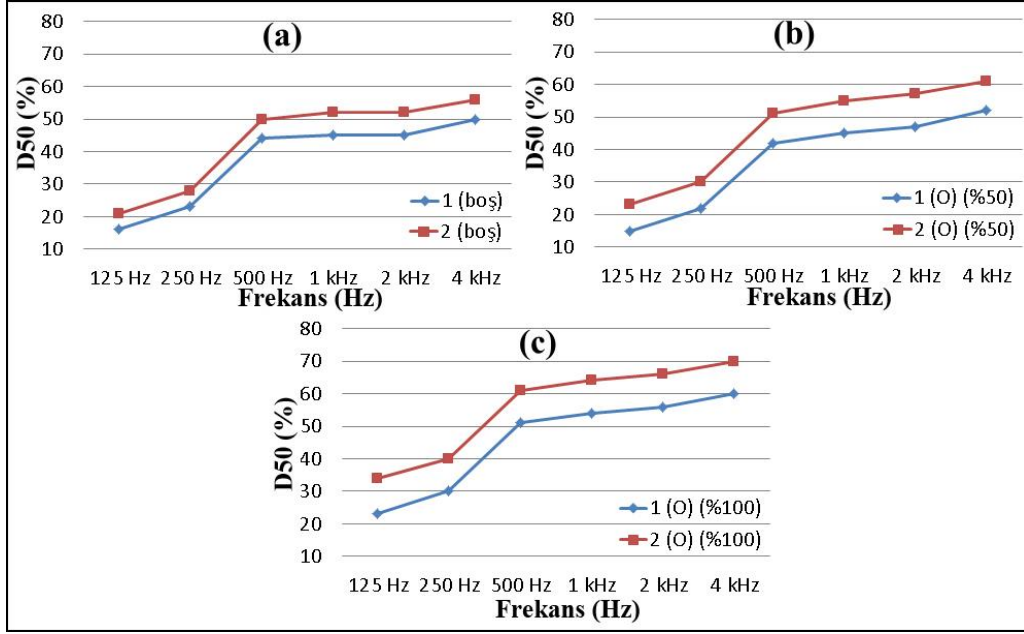 (a)
80
70
60
50
40
30
20
10
D50 (%)
1 (boş)
2 (boş)
125 Hz 250 Hz 500 Hz 1 kHz 2 kHz 4 kHz
Frekans (Hz)
(b)
80
70
60
50
40
30
20
10
D50 (%)
1 (O) (%50)
2 (O) (%50)
125 Hz 250 Hz 500 Hz 1 kHz 2 kHz 4 kHz
Frekans (Hz)
(c)
80
70
60
50
40
30
20
10
D50 (%)
1 (O) (%100)
2 (O) (%100)
125 Hz 250 Hz 500 Hz 1 kHz 2 kHz 4 kHz
Frekans (Hz)